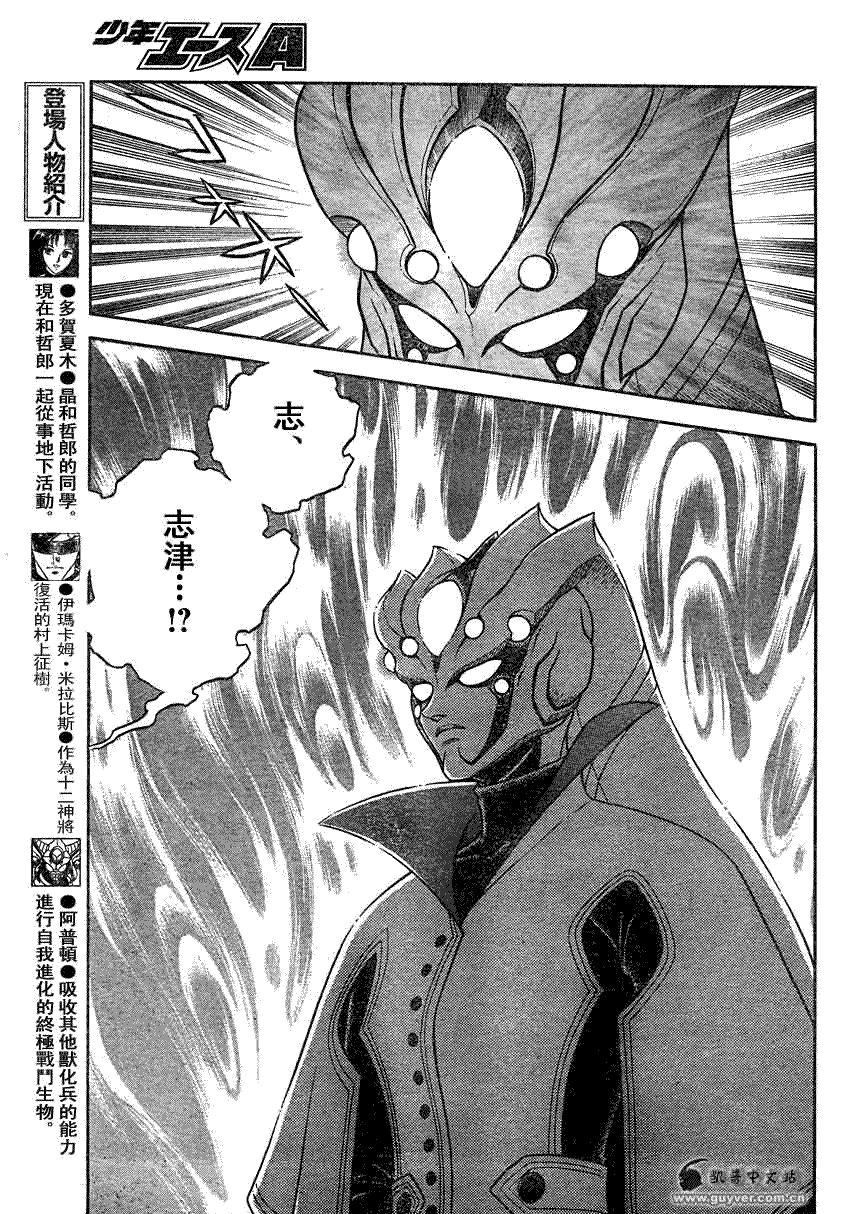 少年エースA
登場人物紹介
●多賀夏木●晶和哲郎的同學。
現在和哲郎一起從事地下活動。
●伊瑪卡姆・米拉比斯●作為十二神將
復活的村上征樹。
●阿普頓●吸收其他獸化兵的能力
進行自我進化的終極戰鬥生物。
志、
志津…!?
凱哥中文站
www.guyver.com.cn